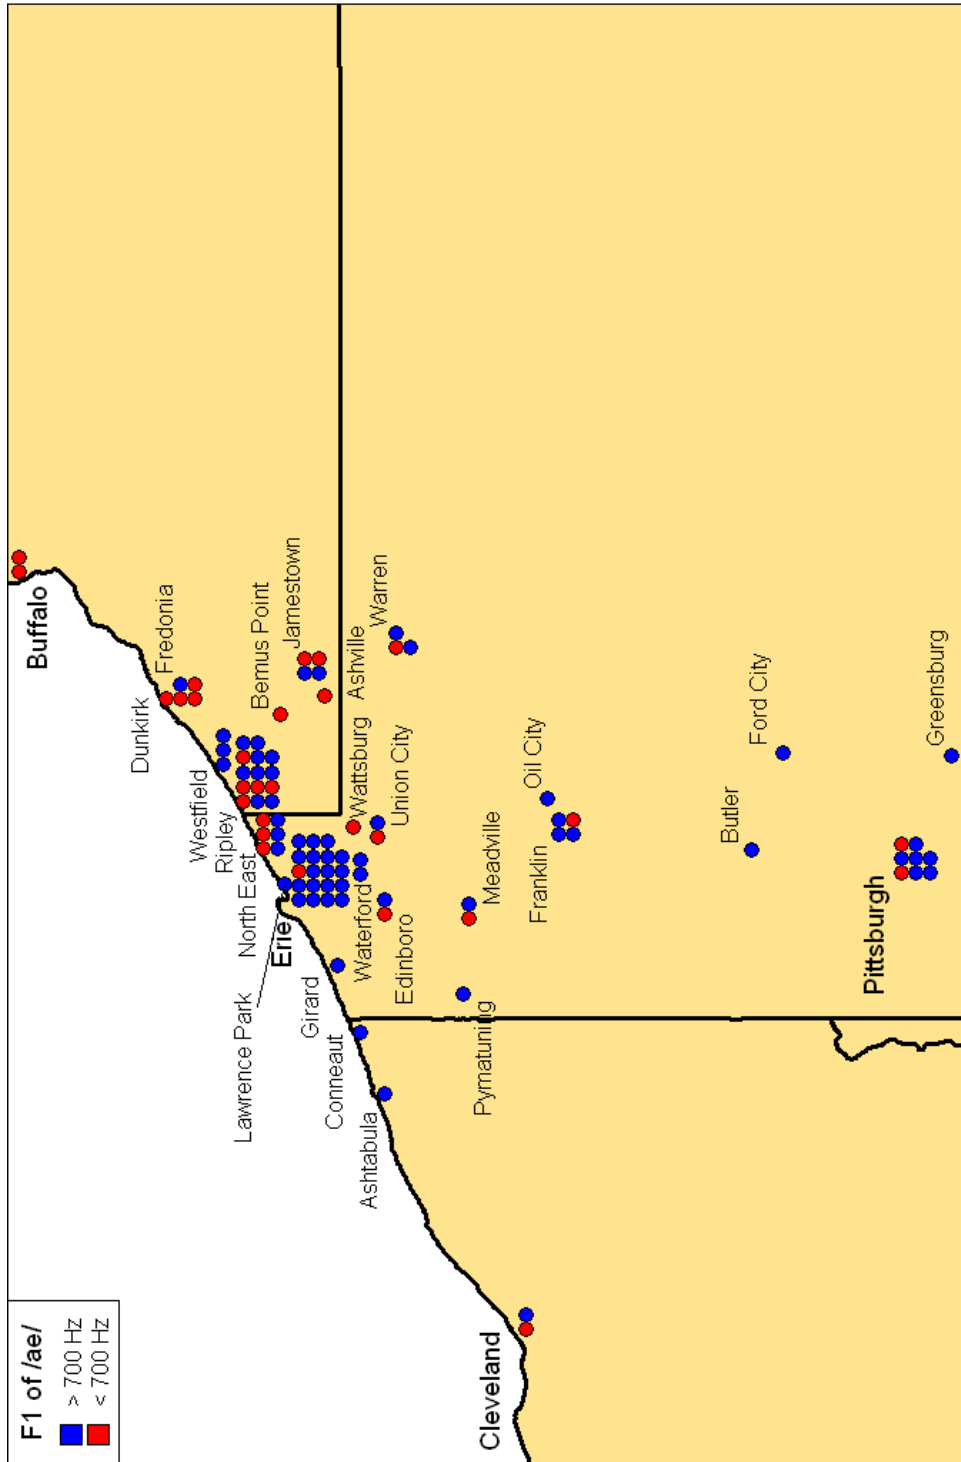 F1 of /ae/
> 700 Hz
< 700 Hz
Buffalo
Fredonia
Dunkirk
Bemus Point
Jamestown
Westfield
Ripley
Ashville
North East
Wattsburg
Warren
Lawrence Park
Erie
Union City
Girard
Waterford
Conneaut
Edinboro
Ashtabula
Meadville
Oil City
Pymatuning
Franklin
Cleveland
Butler
Ford City
Pittsburgh
Greensburg